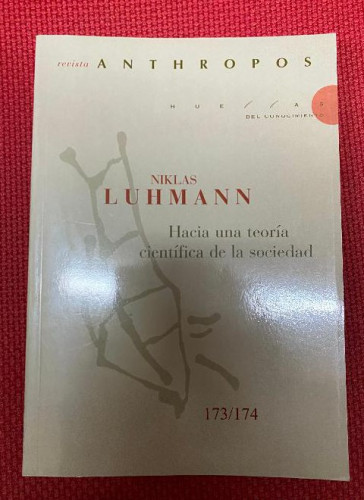 revista ANTHROPOS
HUELLAS
DEL CONOCIMIENTO
NIKLAS
LUHMANN
Hacia una teoría
científica de la sociedad
173/174